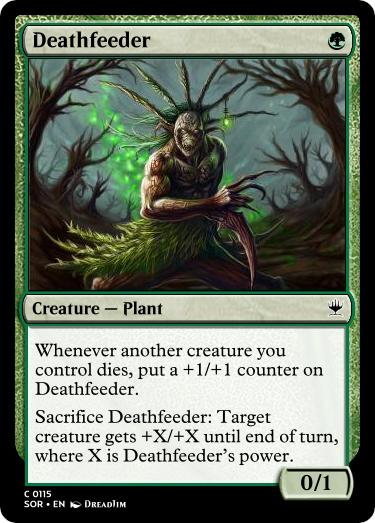 Deathfeeder
Creature — Plant
Whenever another creature you
control dies, put a +1/+1 counter on
Deathfeeder.
Sacrifice Deathfeeder: Target
creature gets +X/+X until end of turn,
where X is Deathfeeder's power.
0/1
C 0115
SOR • EN DreadJim